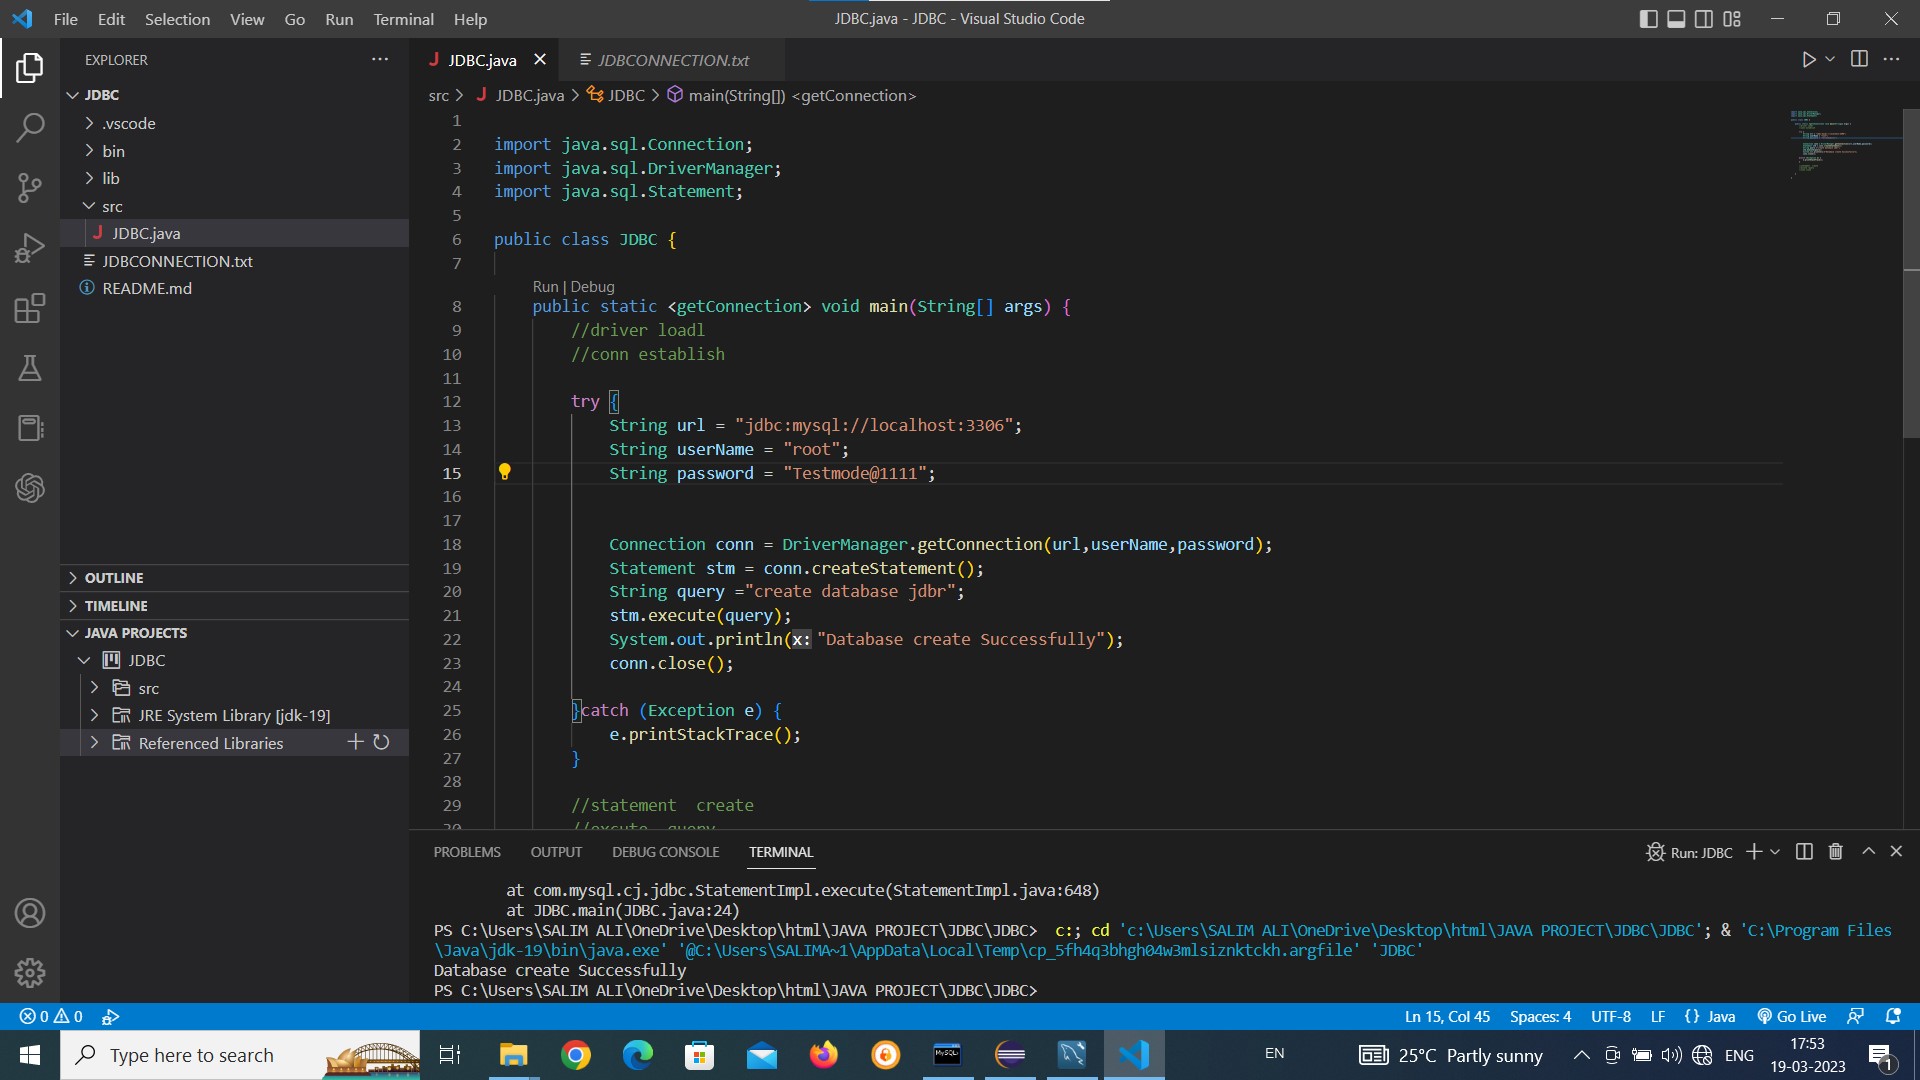 File Edit Selection View Go Run Terminal Help
JDBC.java - JDBC - Visual Studio Code
EXPLORER
JDBC
.vscode
bin
lib
src
JDBC.java
JDBCONNECTION.txt
README.md
OUTLINE
TIMELINE
JAVA PROJECTS
JDBC
src
JRE System Library [jdk-19]
Referenced Libraries
JDBC.java
JDBCONNECTION.txt
src > JDBC.java > JDBC > main(String[]) <getConnection>
1
2 import java.sql.Connection;
3 import java.sql.DriverManager;
4 import java.sql.Statement;
5
6 public class JDBC {
7
Run | Debug
8 public static <getConnection> void main(String[] args) {
9 //driver loadl
10 //conn establish
11
12 try {
13 String url = "jdbc:mysql://localhost:3306";
14 String userName = "root";
15 String password = "Testmode@1111";
16
17
18 Connection conn = DriverManager.getConnection(url,userName,password);
19 Statement stm = conn.createStatement();
20 String query ="create database jdbr";
21 stm.execute(query);
22 System.out.println(x: "Database create Successfully");
23 conn.close();
24
25 }catch (Exception e) {
26 e.printStackTrace();
27 }
28
29 //statement  create
30 //excute  query
PROBLEMS OUTPUT DEBUG CONSOLE TERMINAL
Run: JDBC
at com.mysql.cj.jdbc.StatementImpl.execute(StatementImpl.java:648)
at JDBC.main(JDBC.java:24)
PS C:\Users\SALIM ALI\OneDrive\Desktop\html\JAVA PROJECT\JDBC\JDBC>  c:; cd 'c:\Users\SALIM ALI\OneDrive\Desktop\html\JAVA PROJECT\JDBC\JDBC'; & 'C:\Program Files
\Java\jdk-19\bin\java.exe' '@C:\Users\SALIMA~1\AppData\Local\Temp\cp_5fh4q3bhgh04w3mlsiznktckh.argfile' 'JDBC'
Database create Successfully
PS C:\Users\SALIM ALI\OneDrive\Desktop\html\JAVA PROJECT\JDBC\JDBC>
0 0
Ln 15, Col 45 Spaces: 4 UTF-8 LF {} Java Go Live
Type here to search
MySQL
EN
25°C Partly sunny
ENG
17:53
19-03-2023
1